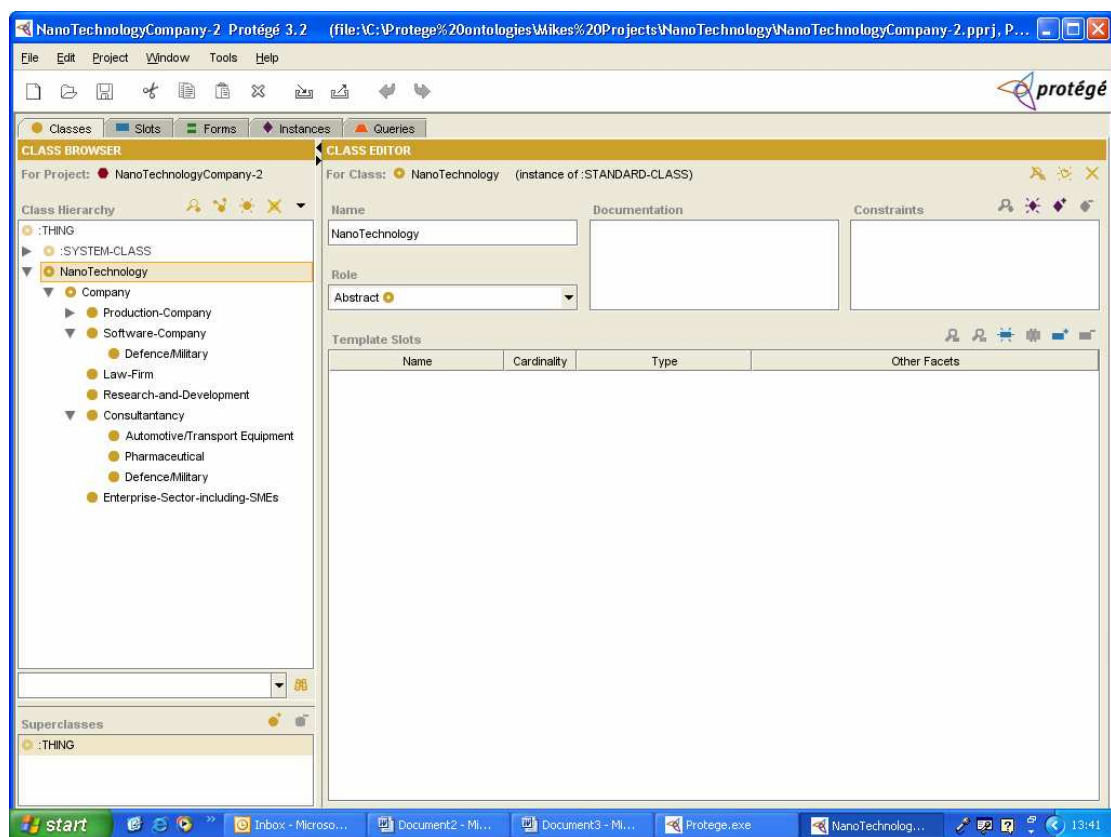 NanoTechnologyCompany-2 Protégé 3.2 (file:\C:\Protege%20ontologies\Mikes%20Projects\NanoTechnology\NanoTechnologyCompany-2.pprj, P...
File Edit Project Window Tools Help
protégé
Classes Slots Forms Instances Queries
CLASS BROWSER
For Project: NanoTechnologyCompany-2
Class Hierarchy
:THING
:SYSTEM-CLASS
NanoTechnology
Company
Production-Company
Software-Company
Defence/Military
Law-Firm
Research-and-Development
Consultantancy
Automotive/Transport Equipment
Pharmaceutical
Defence/Military
Enterprise-Sector-including-SMEs
Superclasses
:THING
CLASS EDITOR
For Class: NanoTechnology (instance of :STANDARD-CLASS)
Name Documentation Constraints
NanoTechnology
Role
Abstract
Template Slots
Name Cardinality Type Other Facets
start Inbox - Microso... Document2 - Mi... Document3 - Mi... Protege.exe NanoTechnolog... 13:41